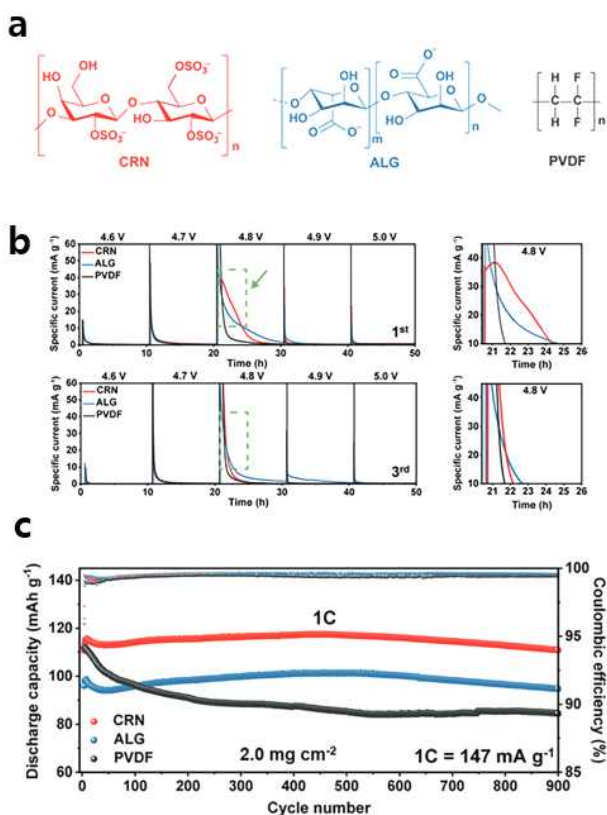 a
HO OH OSO₃⁻
O OSO₃⁻ HO OSO₃⁻ n
CRN
OH O O⁻ OH
HO O O⁻ m HO n
ALG
H F
C C
H F n
PVDF
b
4.6 V 4.7 V 4.8 V 4.9 V 5.0 V
Specific current (mA g⁻¹)
60
50
40
30
20
10
0
CRN
ALG
PVDF
1st
0 10 20 30 40 50
Time (h)
4.8 V
Specific current (mA g⁻¹)
40
30
20
10
21 22 23 24 25 26
Time (h)
4.6 V 4.7 V 4.8 V 4.9 V 5.0 V
Specific current (mA g⁻¹)
60
50
40
30
20
10
0
CRN
ALG
PVDF
3rd
0 10 20 30 40 50
Time (h)
4.8 V
Specific current (mA g⁻¹)
40
30
20
10
21 22 23 24 25 26
Time (h)
c
Discharge capacity (mAh g⁻¹)
140
120
100
80
60
1C
CRN
ALG
PVDF
2.0 mg cm⁻²
1C = 147 mA g⁻¹
100
95
90
85
Coulombic efficiency (%)
0 100 200 300 400 500 600 700 800 900
Cycle number